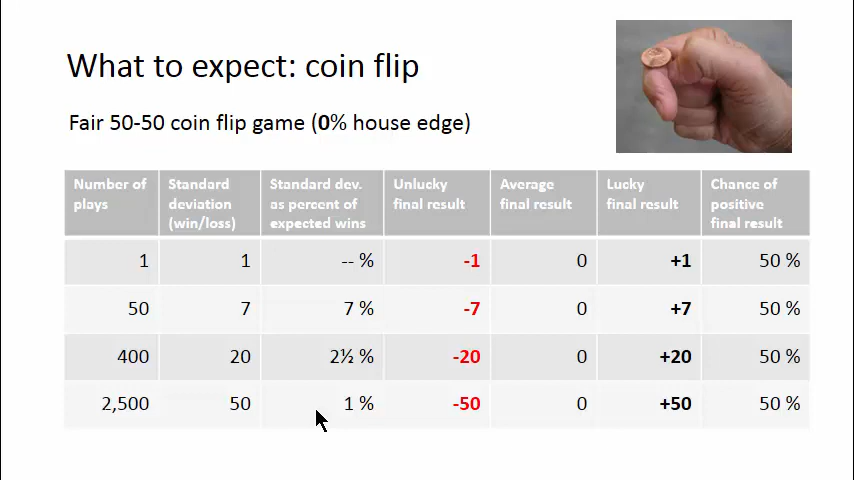 What to expect: coin flip
Fair 50-50 coin flip game (0% house edge)
Number of plays Standard deviation (win/loss) Standard dev. as percent of expected wins Unlucky final result Average final result Lucky final result Chance of positive final result
1 1 -- % -1 0 +1 50 %
50 7 7 % -7 0 +7 50 %
400 20 2½ % -20 0 +20 50 %
2,500 50 1 % -50 0 +50 50 %